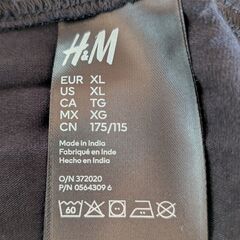 H&M
EUR XL
US XL
CA TG
MX XG
CN 175/115
Made in India
Fabriqué en Inde
Hecho en India
O/N 372020
P/N 0564309 6
60